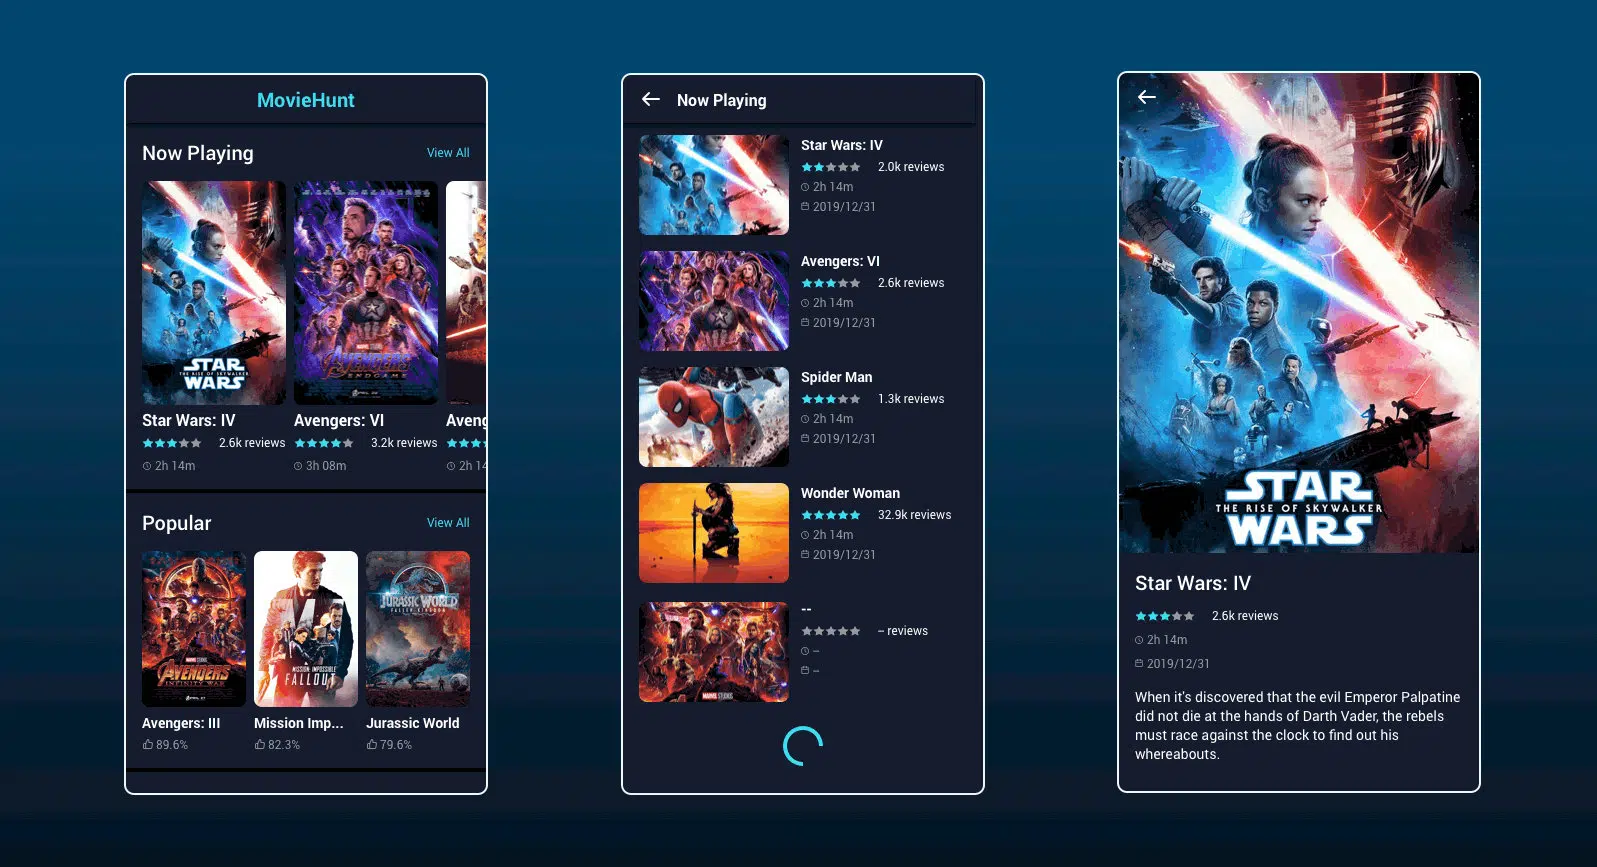 MovieHunt
Now Playing
View All
STAR
THE RISE OF SKYWALKER
WARS
MARVEL STUDIOS
AVENGERS
ENDGAME
Star Wars: IV
Avengers: VI
Aveng
2.6k reviews
3.2k reviews
2h 14m
3h 08m
2h 14
Popular
View All
MARVEL STUDIOS
AVENGERS
INFINITY WAR
MISSION: IMPOSSIBLE
FALLOUT
JURASSIC WORLD
FALLEN KINGDOM
Avengers: III
Mission Imp...
Jurassic World
89.6%
82.3%
79.6%
Now Playing
Star Wars: IV
2.0k reviews
2h 14m
2019/12/31
Avengers: VI
2.6k reviews
2h 14m
2019/12/31
Spider Man
1.3k reviews
2h 14m
2019/12/31
Wonder Woman
32.9k reviews
2h 14m
2019/12/31
--
– reviews
–
–
MARVEL STUDIOS
STAR
THE RISE OF SKYWALKER
WARS
Star Wars: IV
2.6k reviews
2h 14m
2019/12/31
When it's discovered that the evil Emperor Palpatine
did not die at the hands of Darth Vader, the rebels
must race against the clock to find out his
whereabouts.